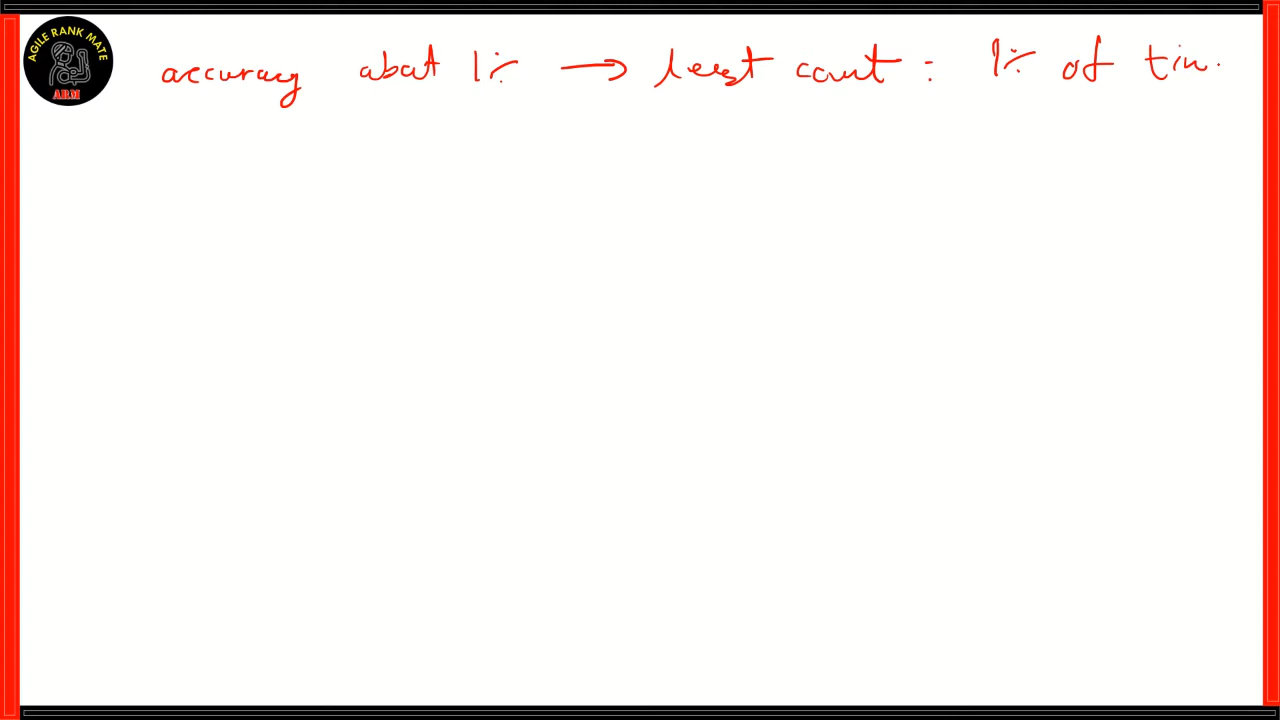 AGILE RANK MATE
ARM
accuracy about 1% → least count : 1% of tim.